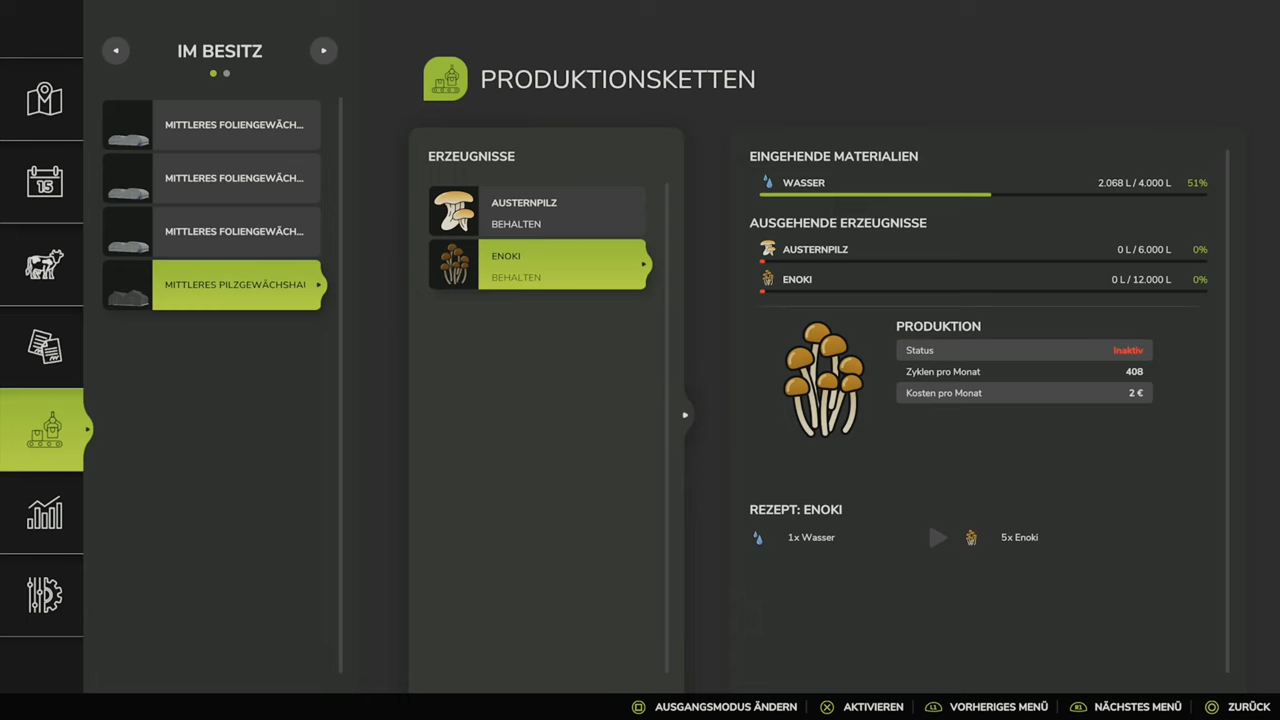 IM BESITZ
MITTLERES FOLIENGEWÄCH...
MITTLERES FOLIENGEWÄCH...
MITTLERES FOLIENGEWÄCH...
MITTLERES PILZGEWÄCHSHAI
15
PRODUKTIONSKETTEN
ERZEUGNISSE
AUSTERNPILZ
BEHALTEN
ENOKI
BEHALTEN
EINGEHENDE MATERIALIEN
WASSER 2.068 L / 4.000 L 51%
AUSGEHENDE ERZEUGNISSE
AUSTERNPILZ 0 L / 6.000 L 0%
ENOKI 0 L / 12.000 L 0%
PRODUKTION
Status Inaktiv
Zyklen pro Monat 408
Kosten pro Monat 2 €
REZEPT: ENOKI
1x Wasser 5x Enoki
AUSGANGSMODUS ÄNDERN AKTIVIEREN L1 VORHERIGES MENÜ R1 NÄCHSTES MENÜ ZURÜCK